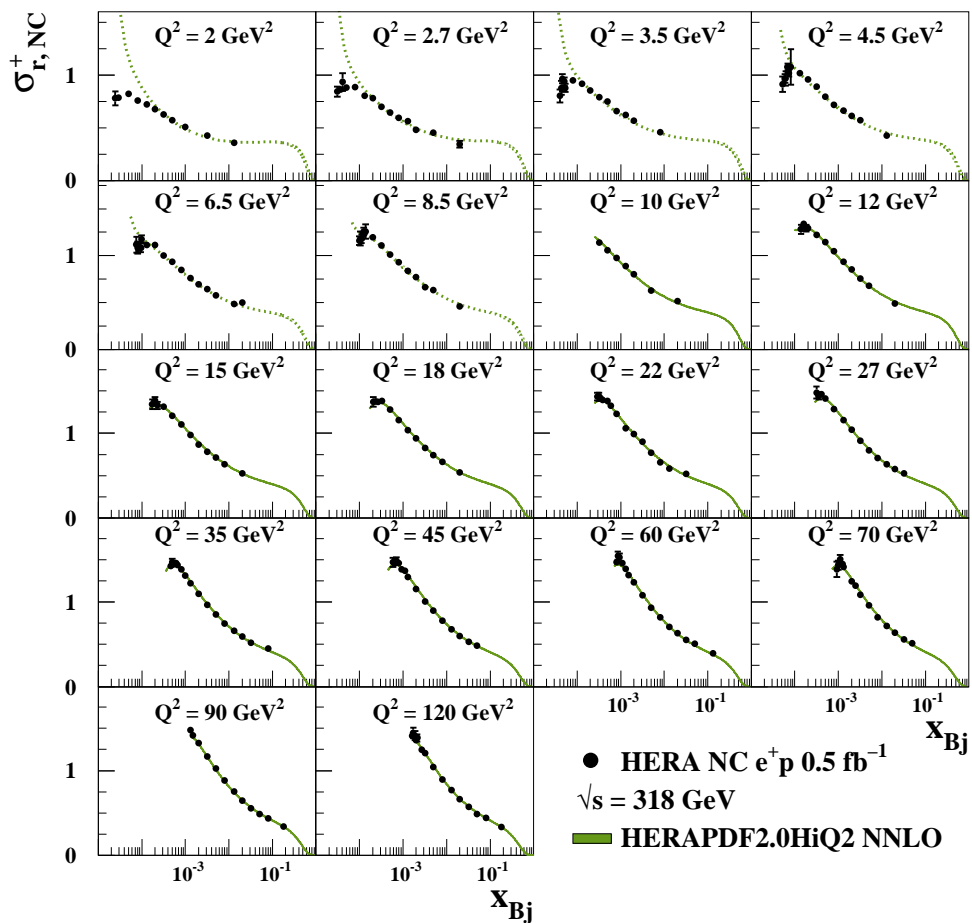 σ⁺r, NC
Q² = 2 GeV² Q² = 2.7 GeV² Q² = 3.5 GeV² Q² = 4.5 GeV²
1
0
Q² = 6.5 GeV² Q² = 8.5 GeV² Q² = 10 GeV² Q² = 12 GeV²
1
0
Q² = 15 GeV² Q² = 18 GeV² Q² = 22 GeV² Q² = 27 GeV²
1
0
Q² = 35 GeV² Q² = 45 GeV² Q² = 60 GeV² Q² = 70 GeV²
1
0
10⁻³ 10⁻¹ 10⁻³ 10⁻¹
xBj
Q² = 90 GeV² Q² = 120 GeV²
1
0
10⁻³ 10⁻¹ 10⁻³ 10⁻¹
xBj
HERA NC e⁺p 0.5 fb⁻¹
√s = 318 GeV
HERAPDF2.0HiQ2 NNLO